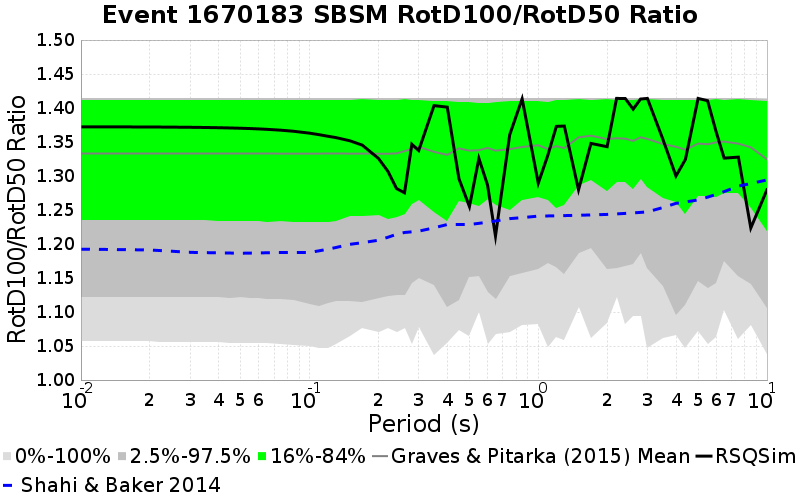 Event 1670183 SBSM RotD100/RotD50 Ratio
1.50
1.45
1.40
1.35
1.30
1.25
1.20
1.15
1.10
1.05
1.00
RotD100/RotD50 Ratio
10-2 2 3 4 5 6 10-1 2 3 4 5 6 7 100 2 3 4 5 6 7 101
Period (s)
0%-100% 2.5%-97.5% 16%-84% Graves & Pitarka (2015) Mean RSQSim
Shahi & Baker 2014